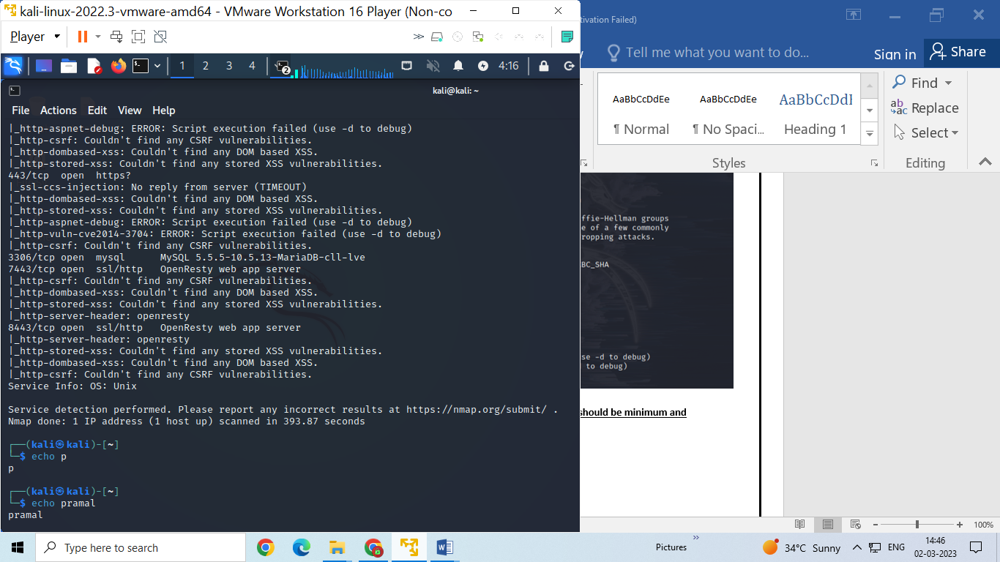 kali-linux-2022.3-vmware-amd64 - VMware Workstation 16 Player (Non-co
Player
1 2 3 4
2
4:16
kali@kali: ~
File Actions Edit View Help
|_http-aspnet-debug: ERROR: Script execution failed (use -d to debug)
|_http-csrf: Couldn't find any CSRF vulnerabilities.
|_http-dombased-xss: Couldn't find any DOM based XSS.
|_http-stored-xss: Couldn't find any stored XSS vulnerabilities.
443/tcp  open  https?
|_ssl-ccs-injection: No reply from server (TIMEOUT)
|_http-dombased-xss: Couldn't find any DOM based XSS.
|_http-stored-xss: Couldn't find any stored XSS vulnerabilities.
|_http-aspnet-debug: ERROR: Script execution failed (use -d to debug)
|_http-vuln-cve2014-3704: ERROR: Script execution failed (use -d to debug)
|_http-csrf: Couldn't find any CSRF vulnerabilities.
3306/tcp open  mysql      MySQL 5.5.5-10.5.13-MariaDB-cll-lve
7443/tcp open  ssl/http   OpenResty web app server
|_http-csrf: Couldn't find any CSRF vulnerabilities.
|_http-dombased-xss: Couldn't find any DOM based XSS.
|_http-stored-xss: Couldn't find any stored XSS vulnerabilities.
|_http-server-header: openresty
8443/tcp open  ssl/http   OpenResty web app server
|_http-server-header: openresty
|_http-stored-xss: Couldn't find any stored XSS vulnerabilities.
|_http-dombased-xss: Couldn't find any DOM based XSS.
|_http-csrf: Couldn't find any CSRF vulnerabilities.
Service Info: OS: Unix
Service detection performed. Please report any incorrect results at https://nmap.org/submit/ .
Nmap done: 1 IP address (1 host up) scanned in 393.87 seconds
┌──(kali㉿kali)-[~]
└─$ echo p
p
┌──(kali㉿kali)-[~]
└─$ echo pramal
pramal
tivation Failed)
Tell me what you want to do...
Sign in
Share
AaBbCcDdEe AaBbCcDdEe AaBbCcDdE
¶ Normal ¶ No Spaci... Heading 1
Styles
Find
Replace
Select
Editing
ffie-Hellman groups
e of a few commonly
ropping attacks.
BC_SHA
se -d to debug)
 to debug)
should be minimum and
100%
Type here to search
Pictures
34°C Sunny
ENG
14:46
02-03-2023